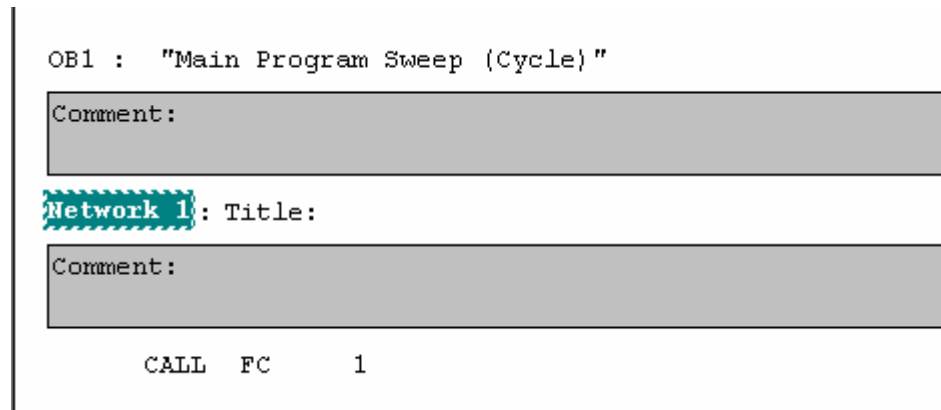 OB1 : "Main Program Sweep (Cycle)"
Comment:
Network 1: Title:
Comment:
CALL FC 1